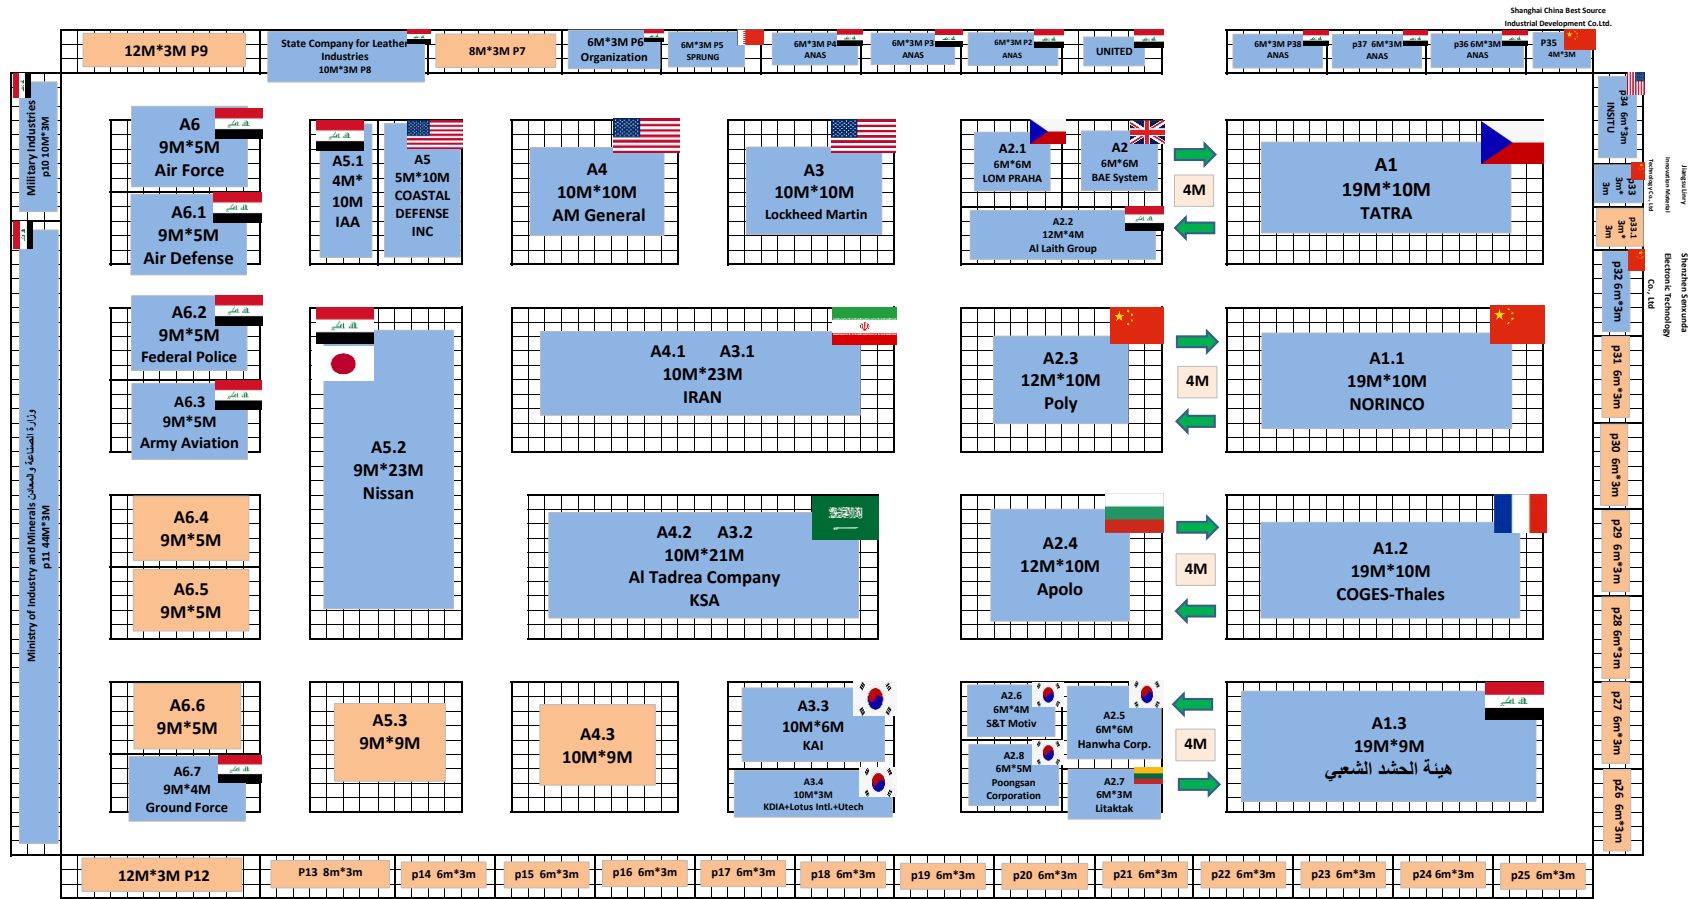 Shanghai China Best Source
Industrial Development Co.Ltd.
12M*3M P9
State Company for Leather
Industries
10M*3M P8
8M*3M P7
6M*3M P6
Organization
6M*3M P5
SPRUNG
6M*3M P4
ANAS
6M*3M P3
ANAS
6M*3M P2
ANAS
UNITED
6M*3M P38
ANAS
p37 6M*3M
ANAS
p36 6M*3M
ANAS
P35
4M*3M
Military Industries
p10 10M*3M
وزارة الصناعة والمعادن Ministry of Industry and Minerals
p11 44M*3M
A6
9M*5M
Air Force
A6.1
9M*5M
Air Defense
A5.1
4M*
10M
IAA
A5
5M*10M
COASTAL
DEFENSE
INC
A4
10M*10M
AM General
A3
10M*10M
Lockheed Martin
A2.1
6M*6M
LOM PRAHA
A2
6M*6M
BAE System
A2.2
12M*4M
Al Laith Group
4M
A1
19M*10M
TATRA
p34 6m*3m
INSITU
p33
3m*
3m
Jiangsu Liery
Innovation Material
Technology Co., Ltd
p33.1
3m*
3m
p32 6m*3m
Shenzhen Senxunda
Electronic Technology
Co., Ltd
A6.2
9M*5M
Federal Police
A6.3
9M*5M
Army Aviation
A5.2
9M*23M
Nissan
A4.1 A3.1
10M*23M
IRAN
A2.3
12M*10M
Poly
4M
A1.1
19M*10M
NORINCO
p31 6m*3m
p30 6m*3m
A6.4
9M*5M
A6.5
9M*5M
A4.2 A3.2
10M*21M
Al Tadrea Company
KSA
A2.4
12M*10M
Apolo
4M
A1.2
19M*10M
COGES-Thales
p29 6m*3m
p28 6m*3m
A6.6
9M*5M
A6.7
9M*4M
Ground Force
A5.3
9M*9M
A4.3
10M*9M
A3.3
10M*6M
KAI
A3.4
10M*3M
KDIA+Lotus Intl.+Utech
A2.6
6M*4M
S&T Motiv
A2.5
6M*6M
Hanwha Corp.
A2.8
6M*5M
Poongsan
Corporation
A2.7
6M*3M
Litaktak
4M
A1.3
19M*9M
هيئة الحشد الشعبي
p27 6m*3m
p26 6m*3m
12M*3M P12
P13 8m*3m
p14 6m*3m
p15 6m*3m
p16 6m*3m
p17 6m*3m
p18 6m*3m
p19 6m*3m
p20 6m*3m
p21 6m*3m
p22 6m*3m
p23 6m*3m
p24 6m*3m
p25 6m*3m